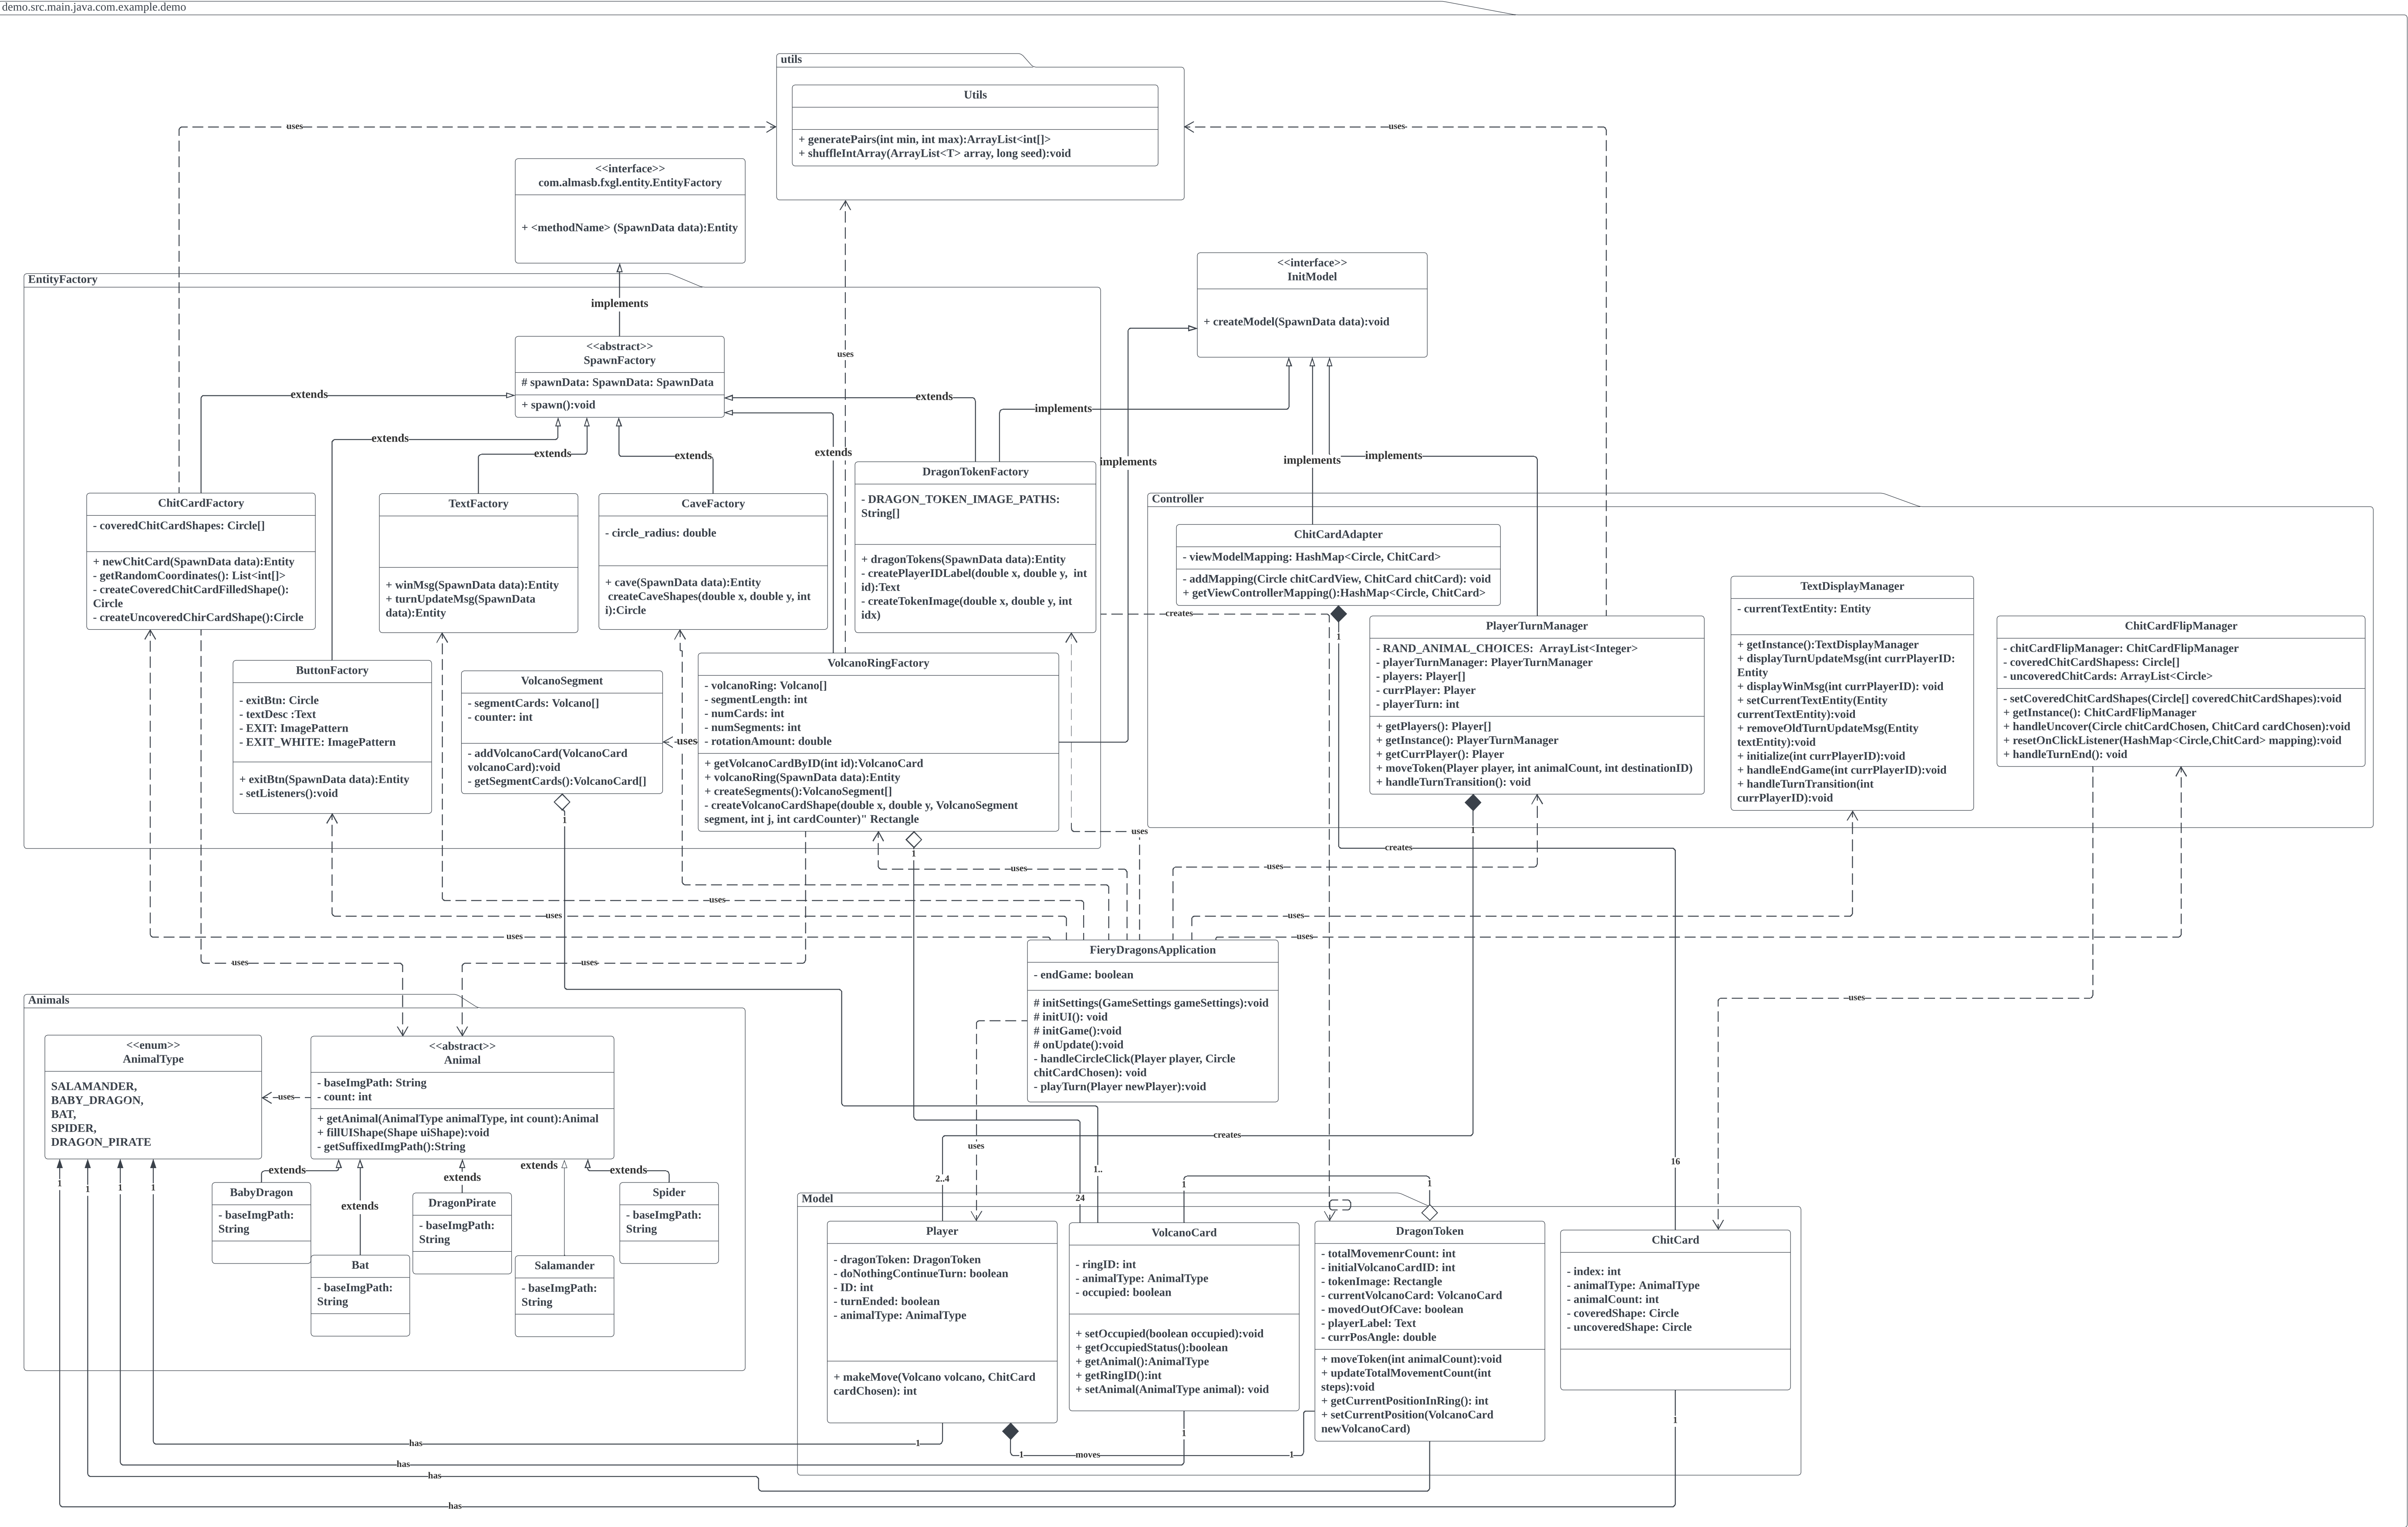 demo.src.main.java.com.example.demo
utils
Utils
+ generatePairs(int min, int max):ArrayList<int[]>
+ shuffleIntArray(ArrayList<T> array, long seed):void
uses
uses
<<interface>>
com.almasb.fxgl.entity.EntityFactory
+ <methodName> (SpawnData data):Entity
<<interface>>
InitModel
+ createModel(SpawnData data):void
EntityFactory
implements
uses
<<abstract>>
SpawnFactory
# spawnData: SpawnData: SpawnData
+ spawn():void
extends
extends
extends
extends
extends
extends
implements
implements
implements
implements
ChitCardFactory
- coveredChitCardShapes: Circle[]
+ newChitCard(SpawnData data):Entity
- getRandomCoordinates(): List<int[]>
- createCoveredChitCardFilledShape():
Circle
- createUncoveredChirCardShape():Circle
TextFactory
+ winMsg(SpawnData data):Entity
+ turnUpdateMsg(SpawnData
data):Entity
CaveFactory
- circle_radius: double
+ cave(SpawnData data):Entity
createCaveShapes(double x, double y, int
i):Circle
DragonTokenFactory
- DRAGON_TOKEN_IMAGE_PATHS:
String[]
+ dragonTokens(SpawnData data):Entity
- createPlayerIDLabel(double x, double y, int
id):Text
- createTokenImage(double x, double y, int
idx)
ButtonFactory
- exitBtn: Circle
- textDesc :Text
- EXIT: ImagePattern
- EXIT_WHITE: ImagePattern
+ exitBtn(SpawnData data):Entity
- setListeners():void
VolcanoSegment
- segmentCards: Volcano[]
- counter: int
- addVolcanoCard(VolcanoCard
volcanoCard):void
- getSegmentCards():VolcanoCard[]
uses
VolcanoRingFactory
- volcanoRing: Volcano[]
- segmentLength: int
- numCards: int
- numSegments: int
- rotationAmount: double
+ getVolcanoCardByID(int id):VolcanoCard
+ volcanoRing(SpawnData data):Entity
+ createSegments():VolcanoSegment[]
- createVolcanoCardShape(double x, double y, VolcanoSegment
segment, int j, int cardCounter)" Rectangle
Controller
ChitCardAdapter
- viewModelMapping: HashMap<Circle, ChitCard>
- addMapping(Circle chitCardView, ChitCard chitCard): void
+ getViewControllerMapping():HashMap<Circle, ChitCard>
creates
1
PlayerTurnManager
- RAND_ANIMAL_CHOICES: ArrayList<Integer>
- playerTurnManager: PlayerTurnManager
- players: Player[]
- currPlayer: Player
- playerTurn: int
+ getPlayers(): Player[]
+ getInstance(): PlayerTurnManager
+ getCurrPlayer(): Player
+ moveToken(Player player, int animalCount, int destinationID)
+ handleTurnTransition(): void
TextDisplayManager
- currentTextEntity: Entity
+ getInstance():TextDisplayManager
+ displayTurnUpdateMsg(int currPlayerID:
Entity
+ displayWinMsg(int currPlayerID): void
+ setCurrentTextEntity(Entity
currentTextEntity):void
+ removeOldTurnUpdateMsg(Entity
textEntity):void
+ initialize(int currPlayerID):void
+ handleEndGame(int currPlayerID):void
+ handleTurnTransition(int
currPlayerID):void
ChitCardFlipManager
- chitCardFlipManager: ChitCardFlipManager
- coveredChitCardShapess: Circle[]
- uncoveredChitCards: ArrayList<Circle>
- setCoveredChitCardShapes(Circle[] coveredChitCardShapes):void
+ getInstance(): ChitCardFlipManager
+ handleUncover(Circle chitCardChosen, ChitCard cardChosen):void
+ resetOnClickListener(HashMap<Circle,ChitCard> mapping):void
+ handleTurnEnd(): void
1
1
1
uses
creates
uses
uses
uses
uses
uses
uses
uses
uses
uses
FieryDragonsApplication
- endGame: boolean
# initSettings(GameSettings gameSettings):void
# initUI(): void
# initGame():void
# onUpdate():void
- handleCircleClick(Player player, Circle
chitCardChosen): void
- playTurn(Player newPlayer):void
uses
Animals
<<enum>>
AnimalType
SALAMANDER,
BABY_DRAGON,
BAT,
SPIDER,
DRAGON_PIRATE
uses
<<abstract>>
Animal
- baseImgPath: String
- count: int
+ getAnimal(AnimalType animalType, int count):Animal
+ fillUIShape(Shape uiShape):void
- getSuffixedImgPath():String
extends
extends
extends
extends
extends
1
1
1
1
BabyDragon
- baseImgPath:
String
Bat
- baseImgPath:
String
DragonPirate
- baseImgPath:
String
Salamander
- baseImgPath:
String
Spider
- baseImgPath:
String
creates
uses
2..4
1..
24
16
1
1
Model
Player
- dragonToken: DragonToken
- doNothingContinueTurn: boolean
- ID: int
- turnEnded: boolean
- animalType: AnimalType
+ makeMove(Volcano volcano, ChitCard
cardChosen): int
VolcanoCard
- ringID: int
- animalType: AnimalType
- occupied: boolean
+ setOccupied(boolean occupied):void
+ getOccupiedStatus():boolean
+ getAnimal():AnimalType
+ getRingID():int
+ setAnimal(AnimalType animal): void
DragonToken
- totalMovemenrCount: int
- initialVolcanoCardID: int
- tokenImage: Rectangle
- currentVolcanoCard: VolcanoCard
- movedOutOfCave: boolean
- playerLabel: Text
- currPosAngle: double
+ moveToken(int animalCount):void
+ updateTotalMovementCount(int
steps):void
+ getCurrentPositionInRing(): int
+ setCurrentPosition(VolcanoCard
newVolcanoCard)
ChitCard
- index: int
- animalType: AnimalType
- animalCount: int
- coveredShape: Circle
- uncoveredShape: Circle
1
1
has
1
1
moves
1
has
has
has